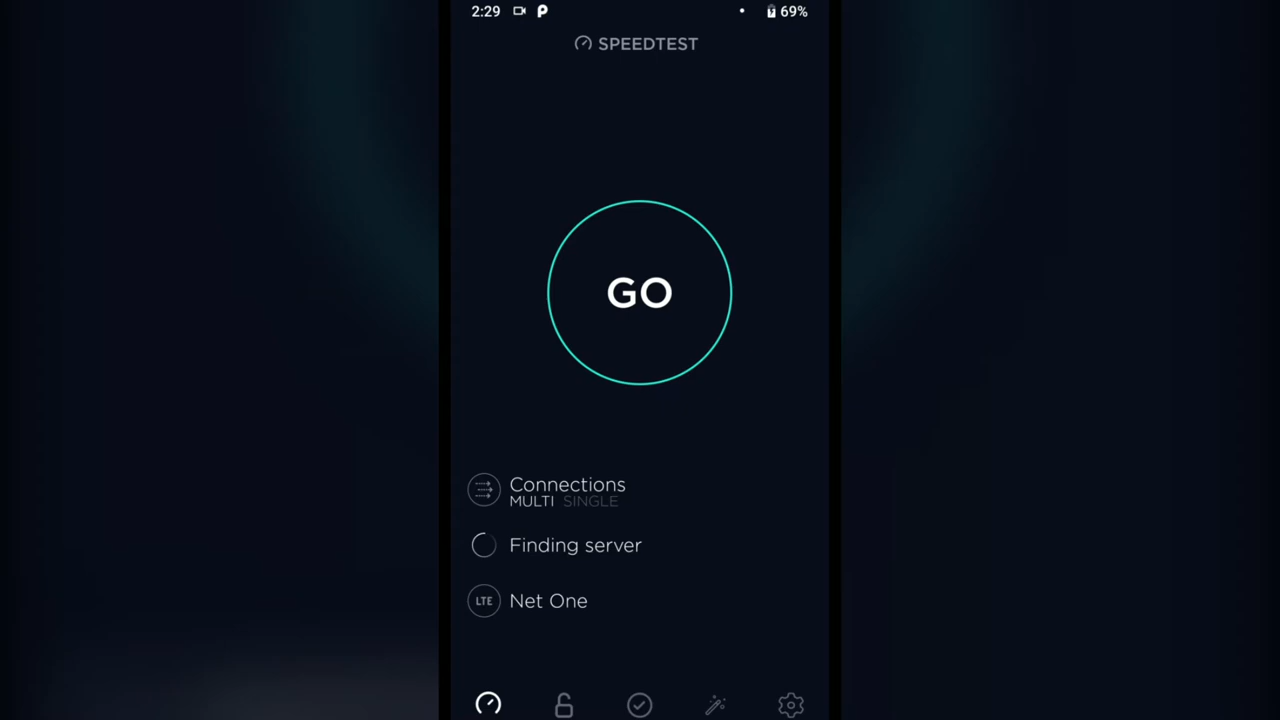 2:29 69%
SPEEDTEST
GO
Connections
MULTI SINGLE
Finding server
LTE Net One